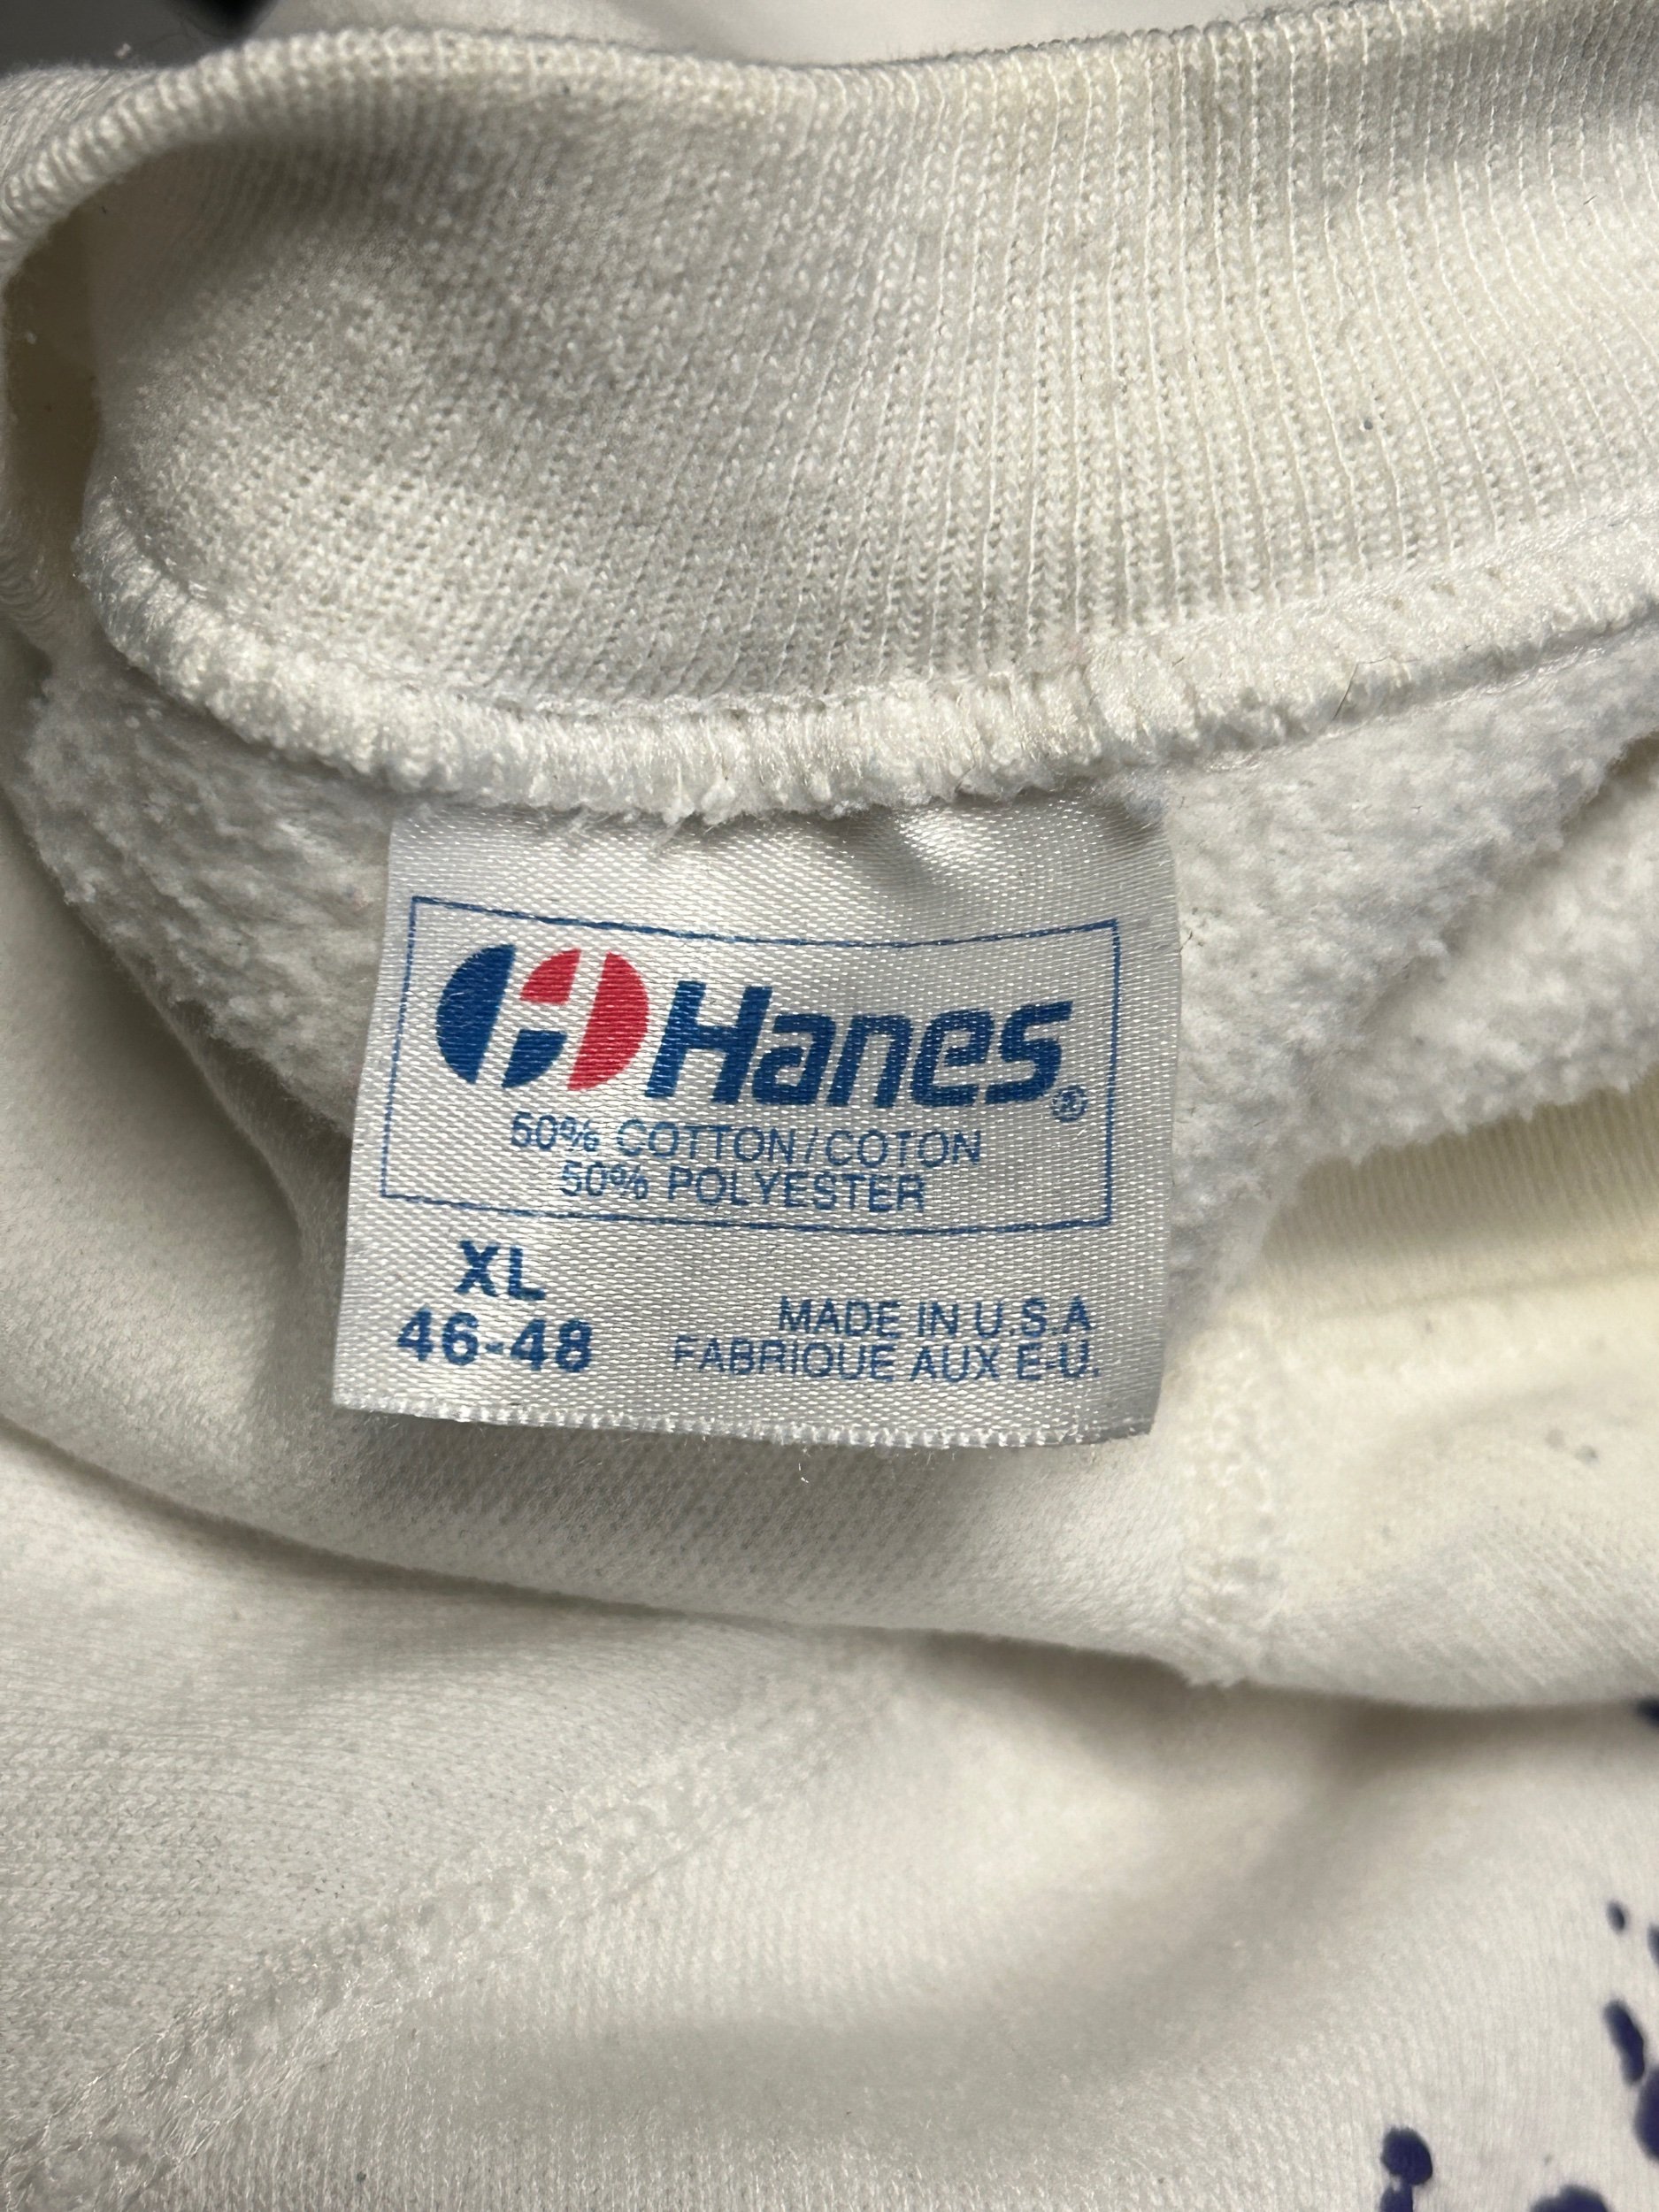 Hanes®
50% COTTON/COTON
50% POLYESTER
XL
46-48
MADE IN U.S.A
FABRIQUE AUX E-U.